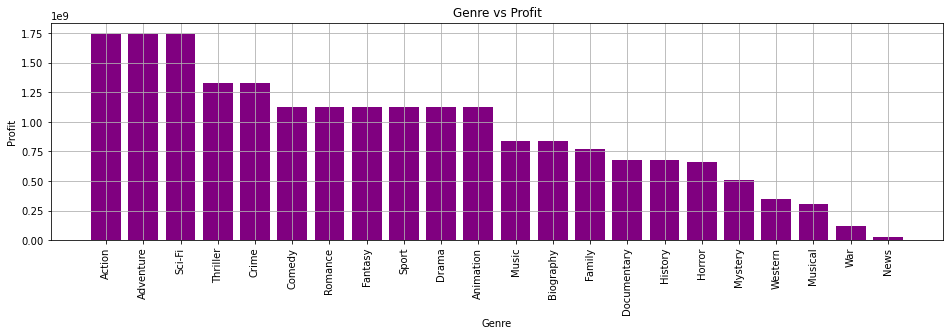 Genre vs Profit
1e9
1.75
1.50
1.25
1.00
0.75
0.50
0.25
0.00
Profit
Action
Adventure
Sci-Fi
Thriller
Crime
Comedy
Romance
Fantasy
Sport
Drama
Animation
Music
Biography
Family
Documentary
History
Horror
Mystery
Western
Musical
War
News
Genre